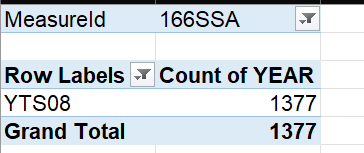 MeasureId 166SSA
Row Labels Count of YEAR
YTS08 1377
Grand Total 1377